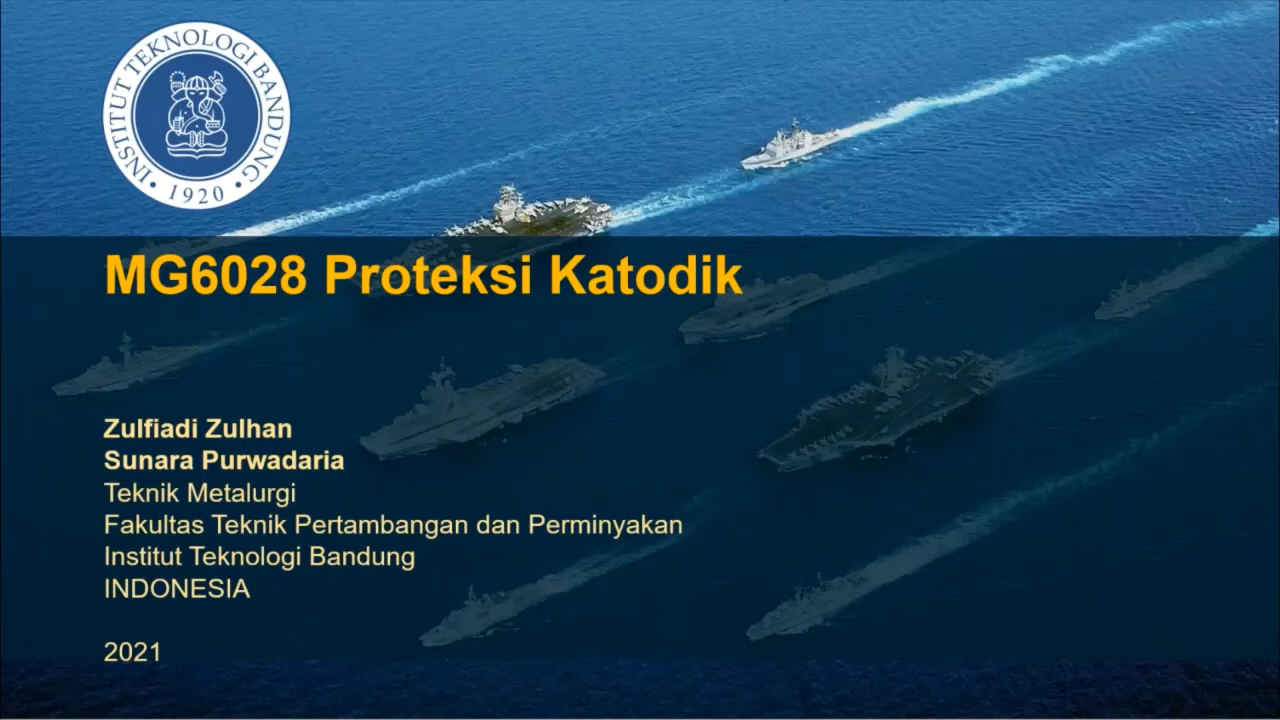 INSTITUT TEKNOLOGI BANDUNG
• 1920 •
MG6028 Proteksi Katodik
Zulfiadi Zulhan
Sunara Purwadaria
Teknik Metalurgi
Fakultas Teknik Pertambangan dan Perminyakan
Institut Teknologi Bandung
INDONESIA
2021